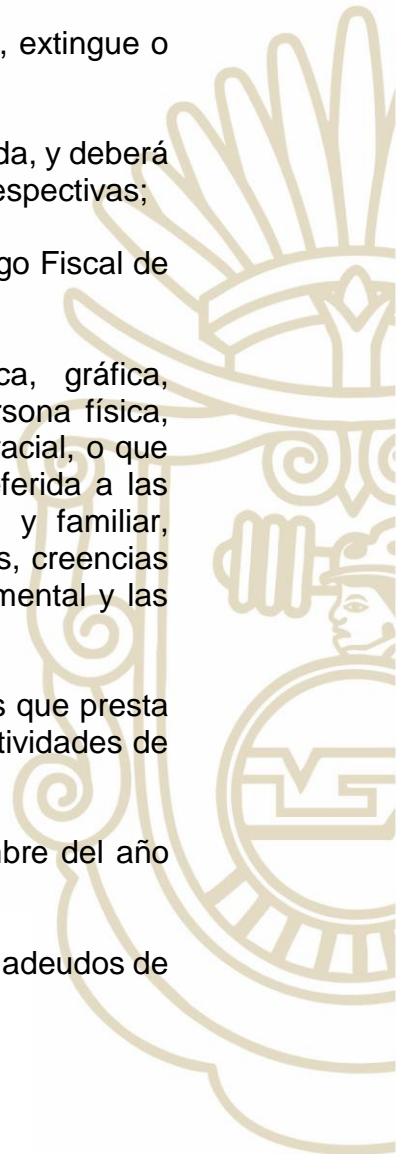 , extingue o
da, y deberá
espectivas;
go Fiscal de
ca, gráfica,
rsona física,
racial, o que
ferida a las
y familiar,
s, creencias
mental y las
s que presta
tividades de
mbre del año
adeudos de